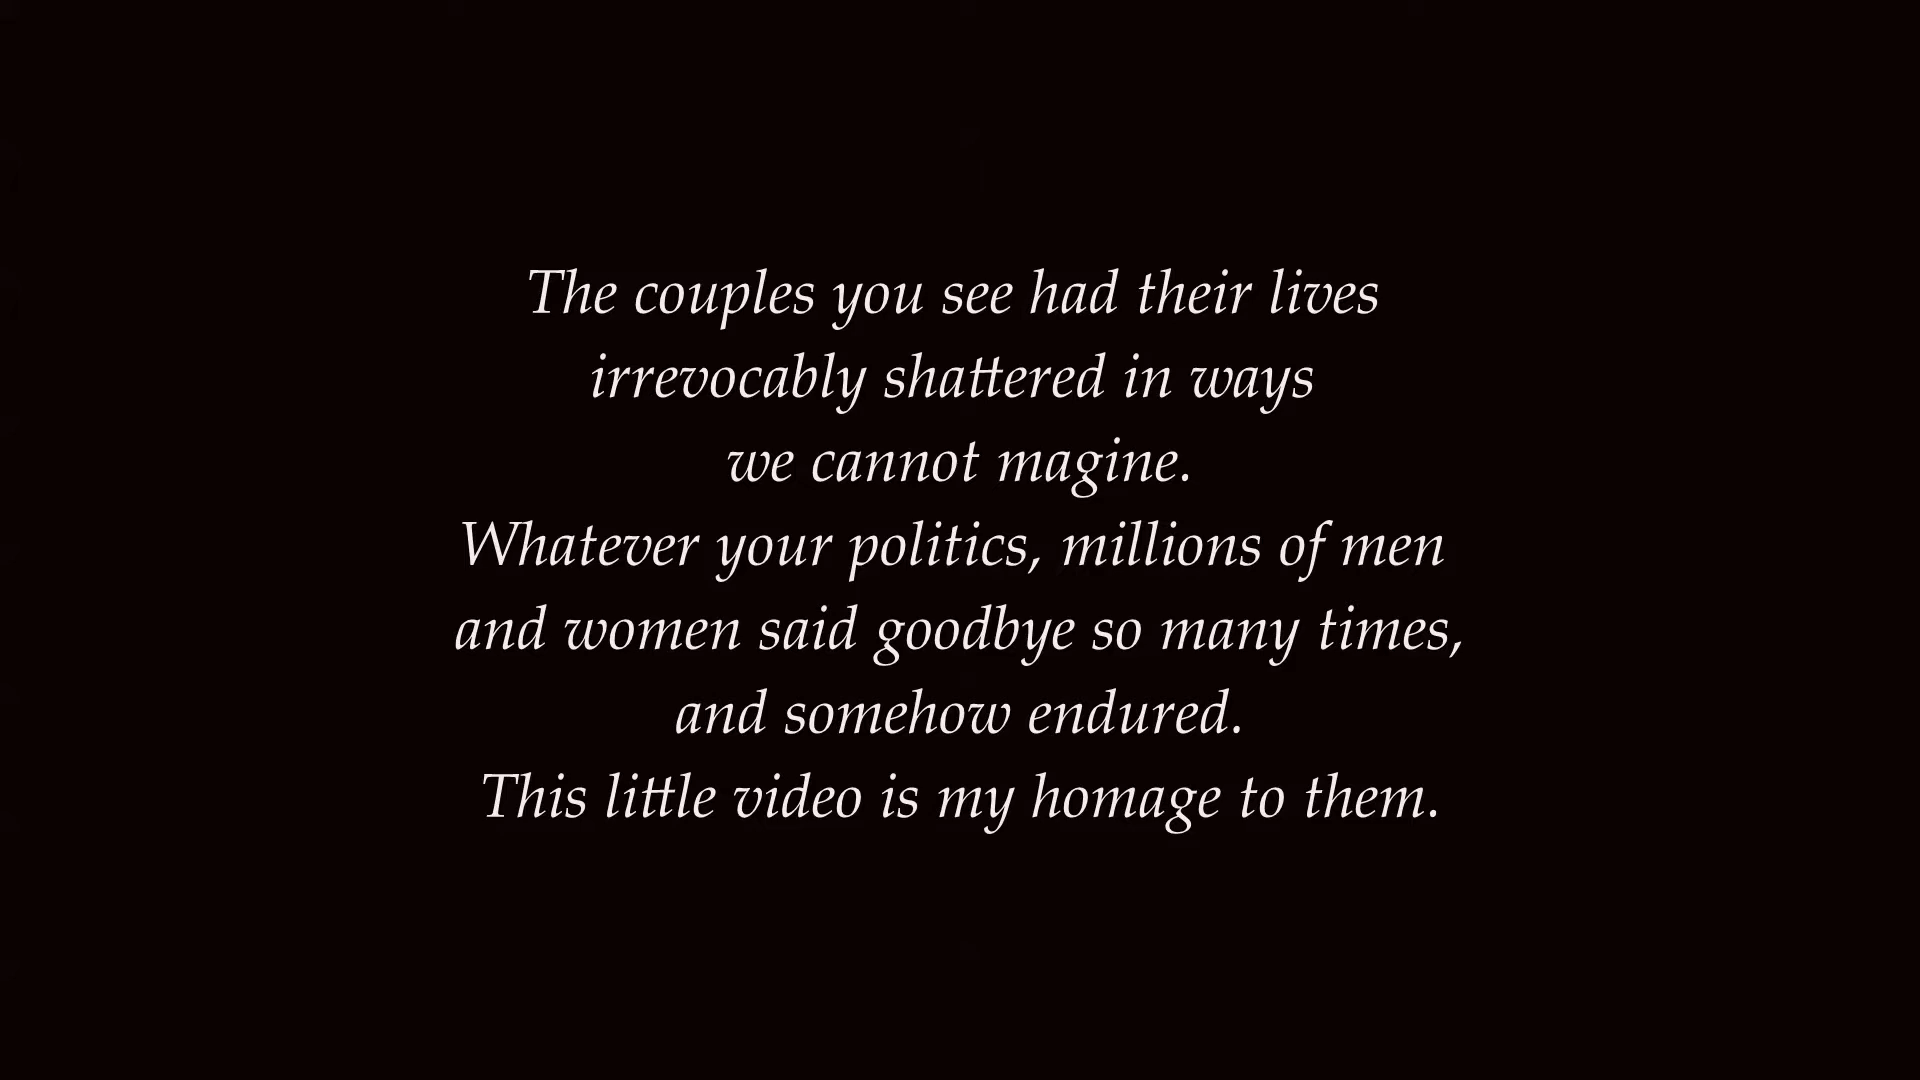 The couples you see had their lives
irrevocably shattered in ways
we cannot magine.
Whatever your politics, millions of men
and women said goodbye so many times,
and somehow endured.
This little video is my homage to them.